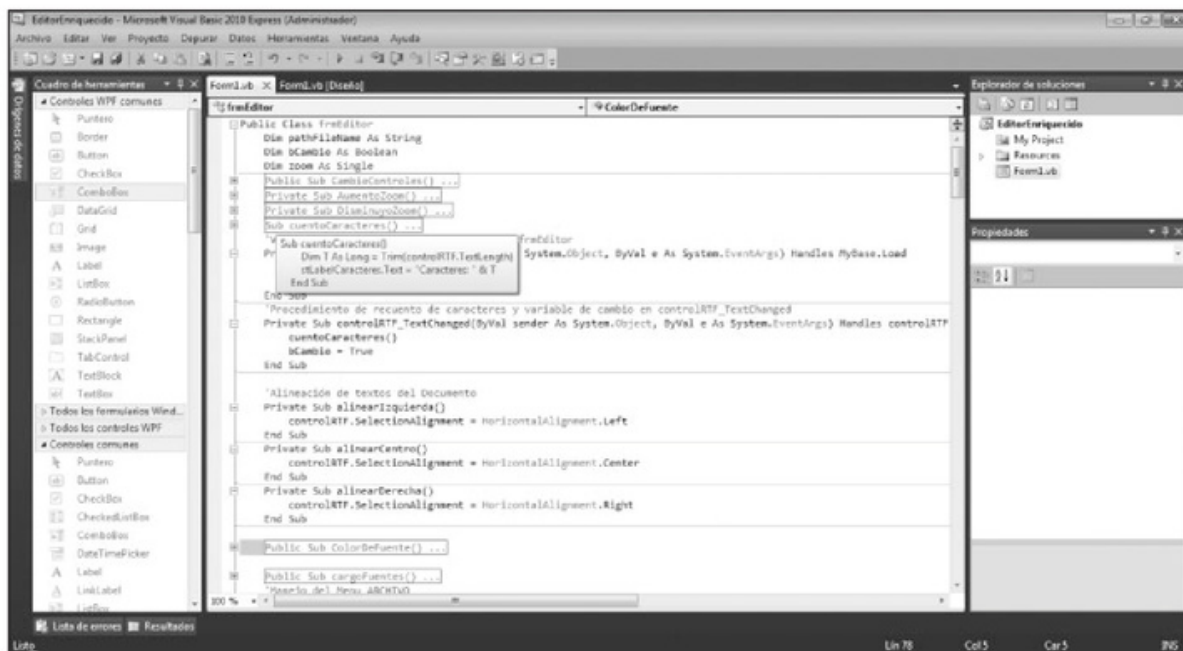 EditorEnriquecido - Microsoft Visual Basic 2010 Express (Administrador)
Archivo Editar Ver Proyecto Depurar Datos Herramientas Ventana Ayuda
Orígenes de datos
Cuadro de herramientas
Controles WPF comunes
Puntero
Border
Button
CheckBox
ComboBox
DataGrid
Grid
Image
Label
ListBox
RadioButton
Rectangle
StackPanel
TabControl
TextBlock
TextBox
Todos los formularios Wind...
Todos los controles WPF
Controles comunes
Puntero
Button
CheckBox
CheckedListBox
ComboBox
DateTimePicker
Label
LinkLabel
ListBox
Form1.vb Form1.vb [Diseño]
frmEditor ColorDeFuente
Public Class frmEditor
Dim pathFileName As String
Dim bCambio As Boolean
Dim zoom As Single
Public Sub CambioControles() ...
Private Sub AumentoZoom() ...
Private Sub DisminuyoZoom() ...
Sub cuentoCaracteres() ...
frmEditor
System.Object, ByVal e As System.EventArgs) Handles MyBase.Load
Sub cuentoCaracteres()
Dim T As Long = Trim(controlRTF.TextLength)
stLabelCaracteres.Text = "Caracteres: " & T
End Sub
End Sub
'Procedimiento de recuento de caracteres y variable de cambio en controlRTF_TextChanged
Private Sub controlRTF_TextChanged(ByVal sender As System.Object, ByVal e As System.EventArgs) Handles controlRTF
cuentoCaracteres()
bCambio = True
End Sub
'Alineación de textos del Documento
Private Sub alinearIzquierda()
controlRTF.SelectionAlignment = HorizontalAlignment.Left
End Sub
Private Sub alinearCentro()
controlRTF.SelectionAlignment = HorizontalAlignment.Center
End Sub
Private Sub alinearDerecha()
controlRTF.SelectionAlignment = HorizontalAlignment.Right
End Sub
Public Sub ColorDeFuente() ...
Public Sub cargoFuentes() ...
'Manejo del Menu ARCHIVO
100 %
Explorador de soluciones
EditorEnriquecido
My Project
Resources
Form1.vb
Propiedades
Lista de errores Resultados
Listo Lín 78 Col 5 Car 5 INS